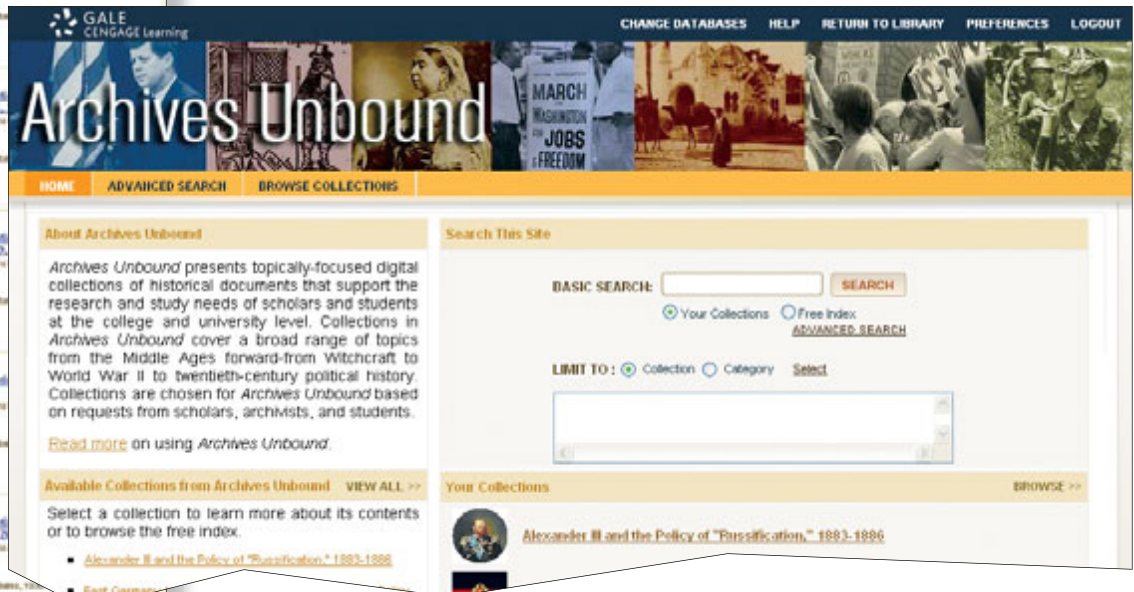 GALE
CENGAGE Learning
CHANGE DATABASES HELP RETURN TO LIBRARY PREFERENCES LOGOUT
Archives Unbound
MARCH
WASHINGTON
FOR JOBS
& FREEDOM
HOME ADVANCED SEARCH BROWSE COLLECTIONS
About Archives Unbound
Archives Unbound presents topically-focused digital
collections of historical documents that support the
research and study needs of scholars and students
at the college and university level. Collections in
Archives Unbound cover a broad range of topics
from the Middle Ages forward-from Witchcraft to
World War II to twentieth-century political history.
Collections are chosen for Archives Unbound based
on requests from scholars, archivists, and students.
Read more on using Archives Unbound.
Available Collections from Archives Unbound VIEW ALL >>
Select a collection to learn more about its contents
or to browse the free index.
Alexander III and the Policy of "Russification," 1883-1886
East Germany
Search This Site
BASIC SEARCH: SEARCH
Your Collections Free Index
ADVANCED SEARCH
LIMIT TO : Collection Category Select
Your Collections BROWSE >>
Alexander III and the Policy of "Russification," 1883-1886